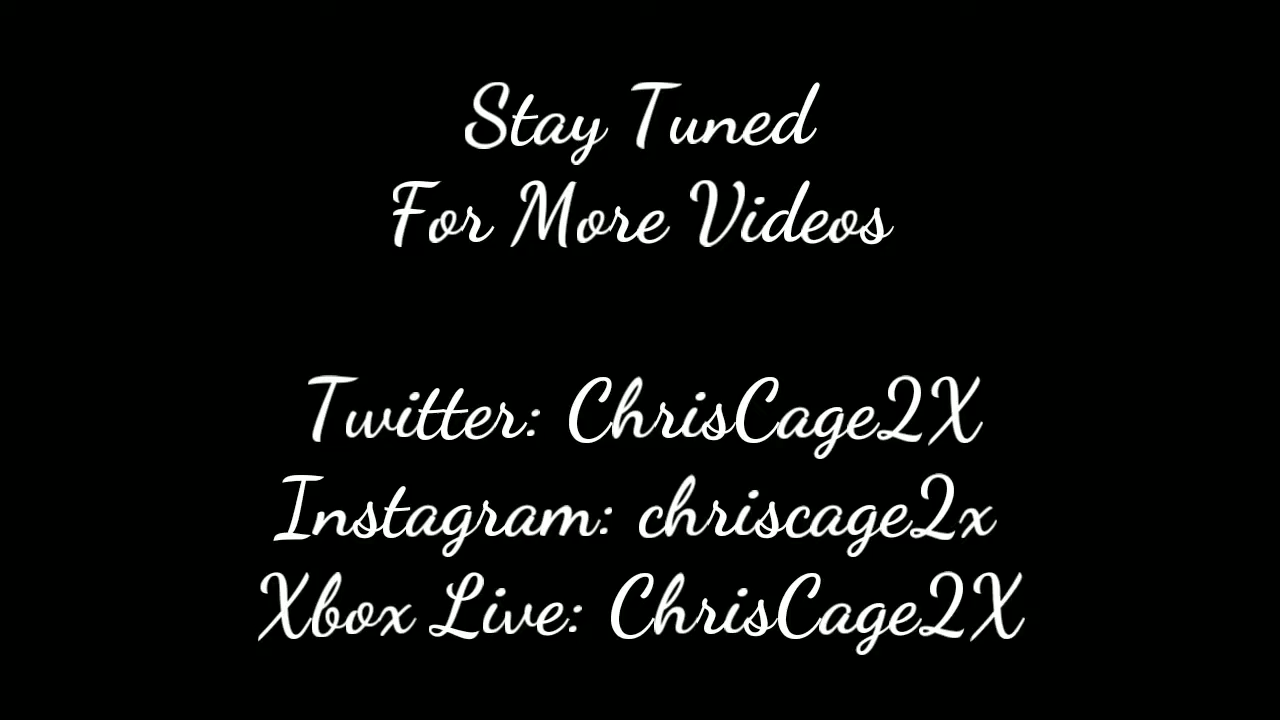 Stay Tuned
For More Videos
Twitter: ChrisCage2X
Instagram: chriscage2x
Xbox Live: ChrisCage2X